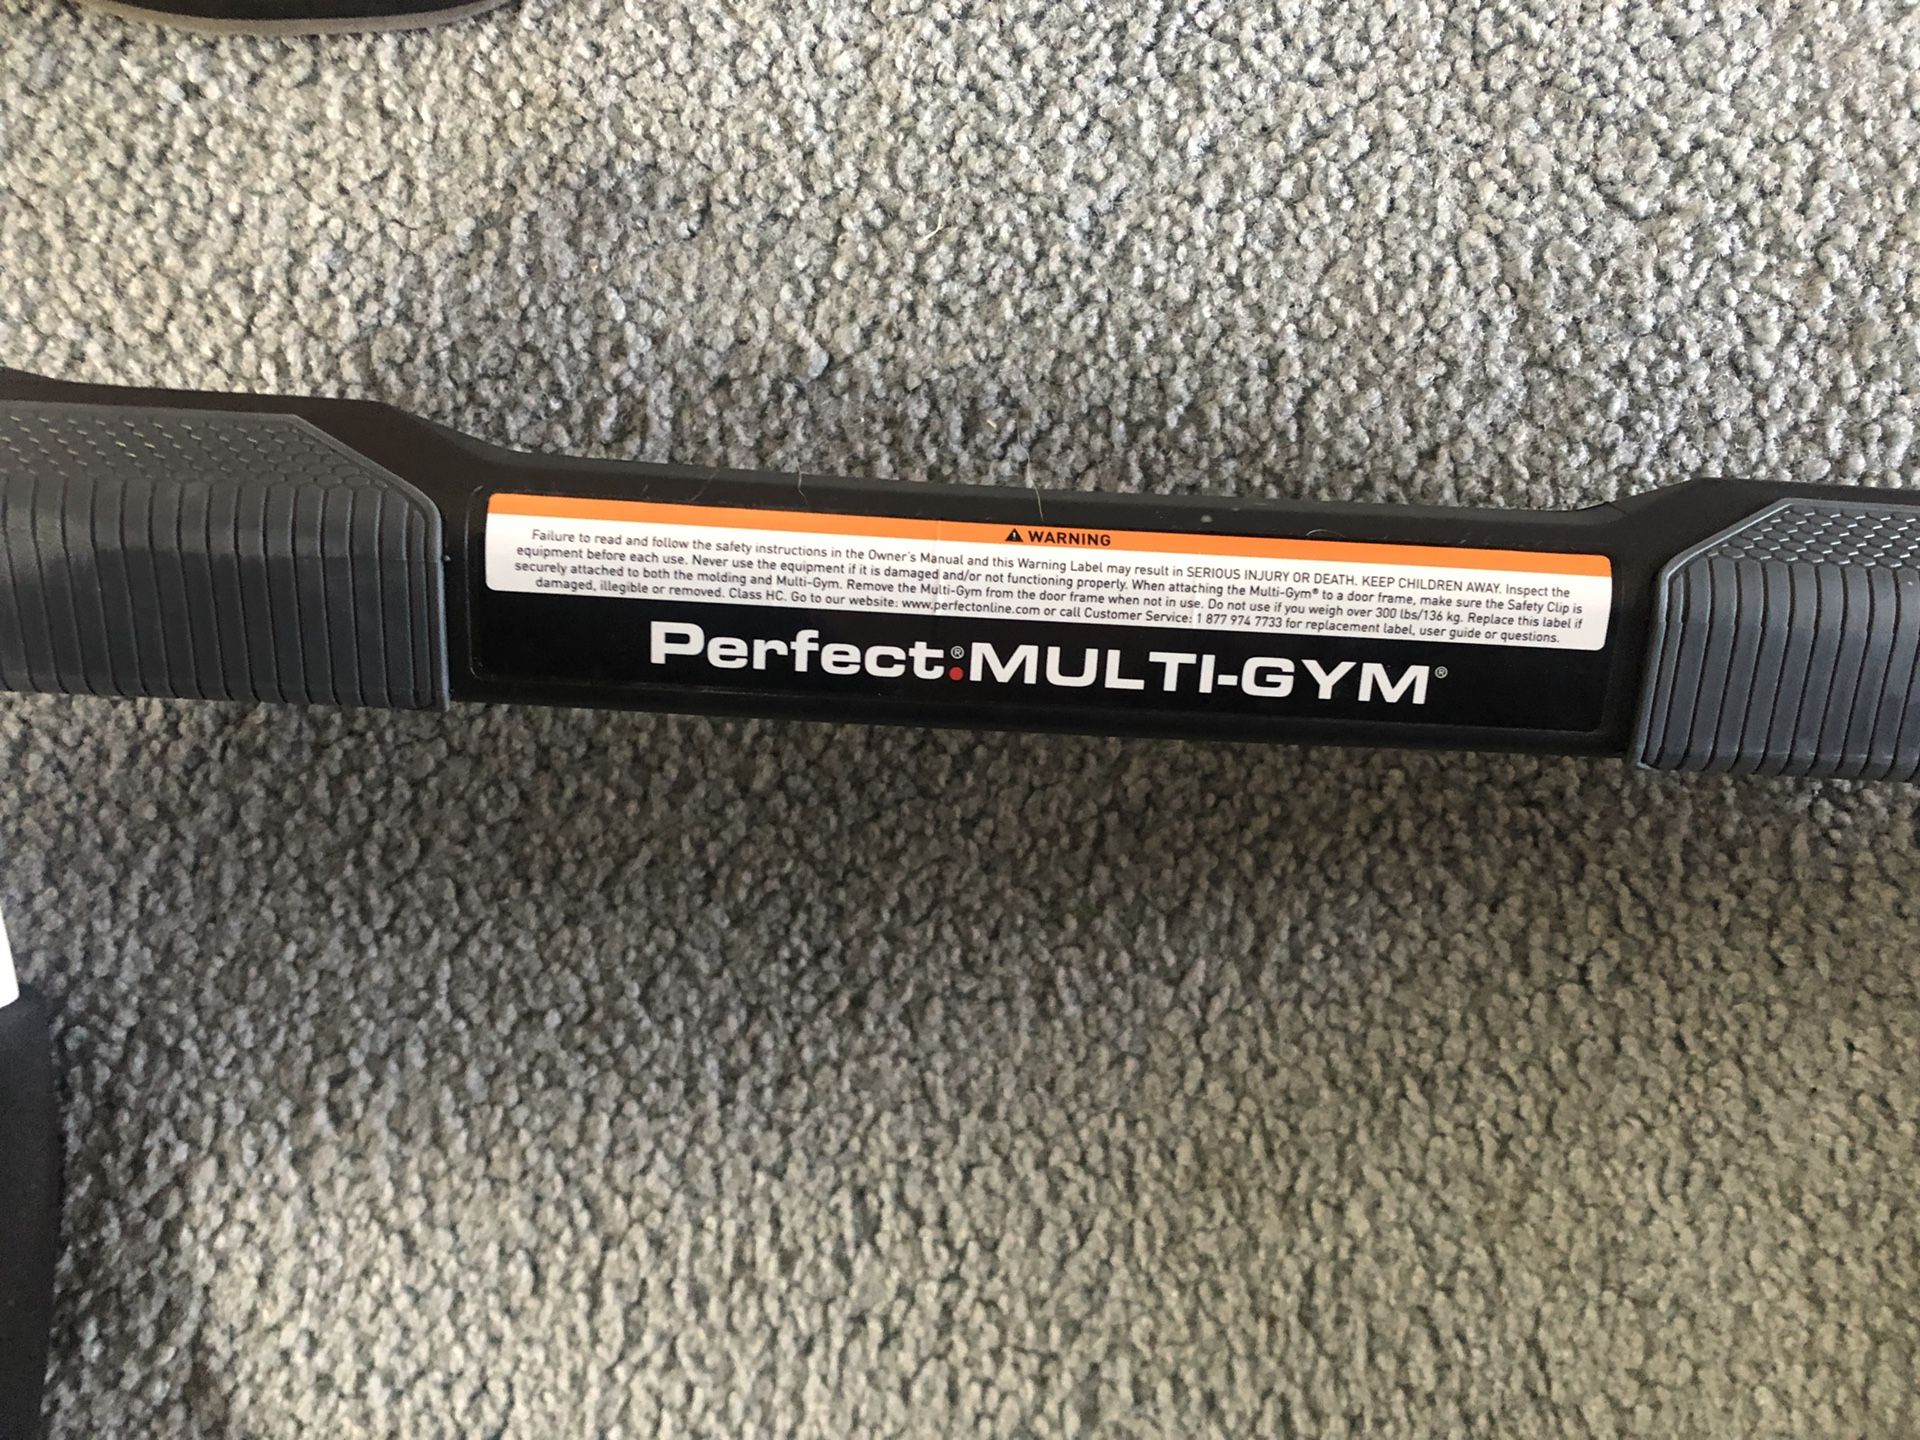 WARNING
Failure to read and follow the safety instructions in the Owner's Manual and this Warning Label may result in SERIOUS INJURY OR DEATH. KEEP CHILDREN AWAY. Inspect the
equipment before each use. Never use the equipment if it is damaged and/or not functioning properly. When attaching the Multi-Gym® to a door frame, make sure the Safety Clip is
securely attached to both the molding and Multi-Gym. Remove the Multi-Gym from the door frame when not in use. Do not use if you weigh over 300 lbs/136 kg. Replace this label if
damaged, illegible or removed. Class HC. Go to our website: www.perfectonline.com or call Customer Service: 1 877 974 7733 for replacement label, user guide or questions.
Perfect®.MULTI-GYM®